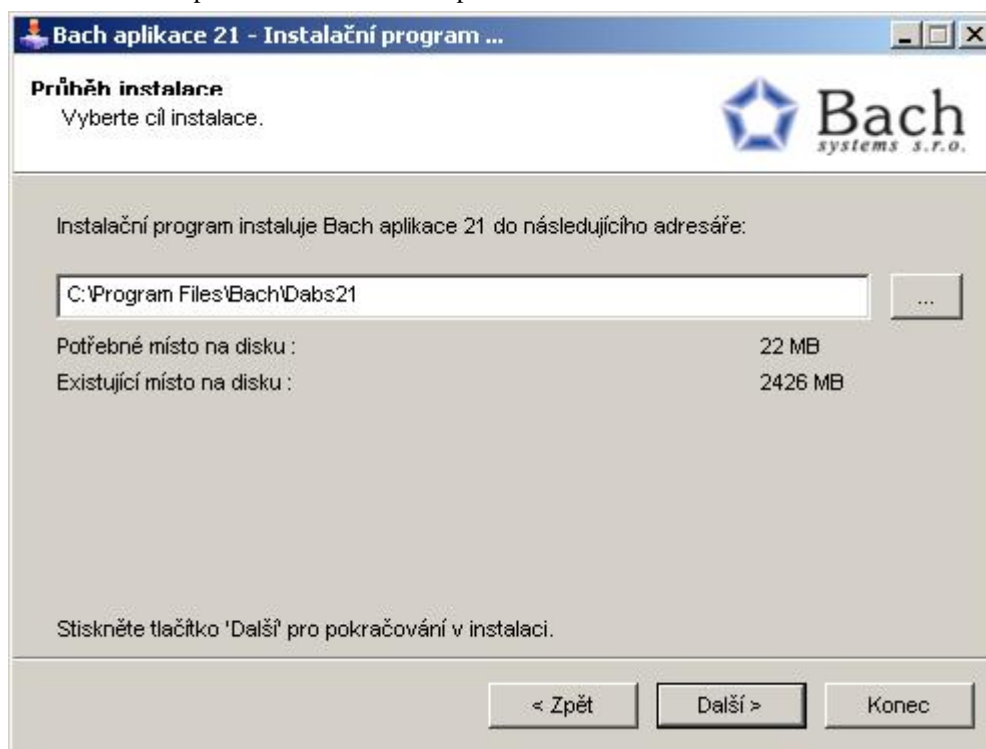 Bach aplikace 21 - Instalační program ...
Průběh instalace
Vyberte cíl instalace.
Bach
systems s.r.o.
Instalační program instaluje Bach aplikace 21 do následujícího adresáře:
C:\Program Files\Bach\Dabs21
...
Potřebné místo na disku :
22 MB
Existující místo na disku :
2426 MB
Stiskněte tlačítko 'Další' pro pokračování v instalaci.
< Zpět
Další >
Konec